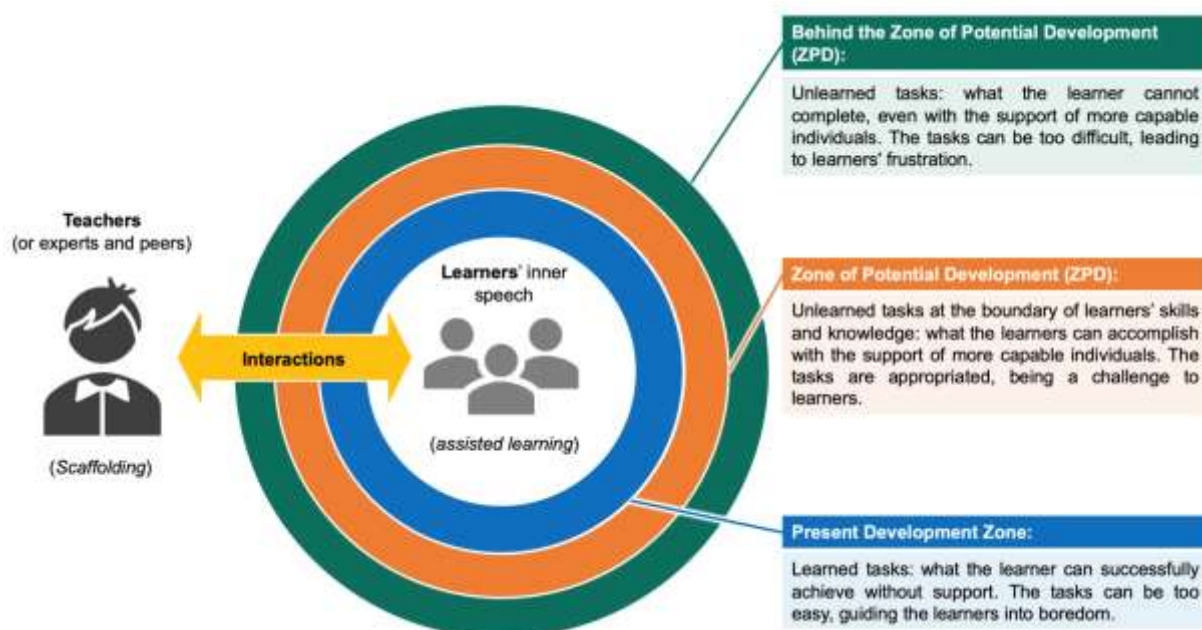 Teachers
(or experts and peers)
(Scaffolding)
Interactions
Learners' inner
speech
(assisted learning)
Behind the Zone of Potential Development
(ZPD):
Unlearned tasks: what the learner cannot
complete, even with the support of more capable
individuals. The tasks can be too difficult, leading
to learners' frustration.
Zone of Potential Development (ZPD):
Unlearned tasks at the boundary of learners' skills
and knowledge: what the learners can accomplish
with the support of more capable individuals. The
tasks are appropriated, being a challenge to
learners.
Present Development Zone:
Learned tasks: what the learner can successfully
achieve without support. The tasks can be too
easy, guiding the learners into boredom.